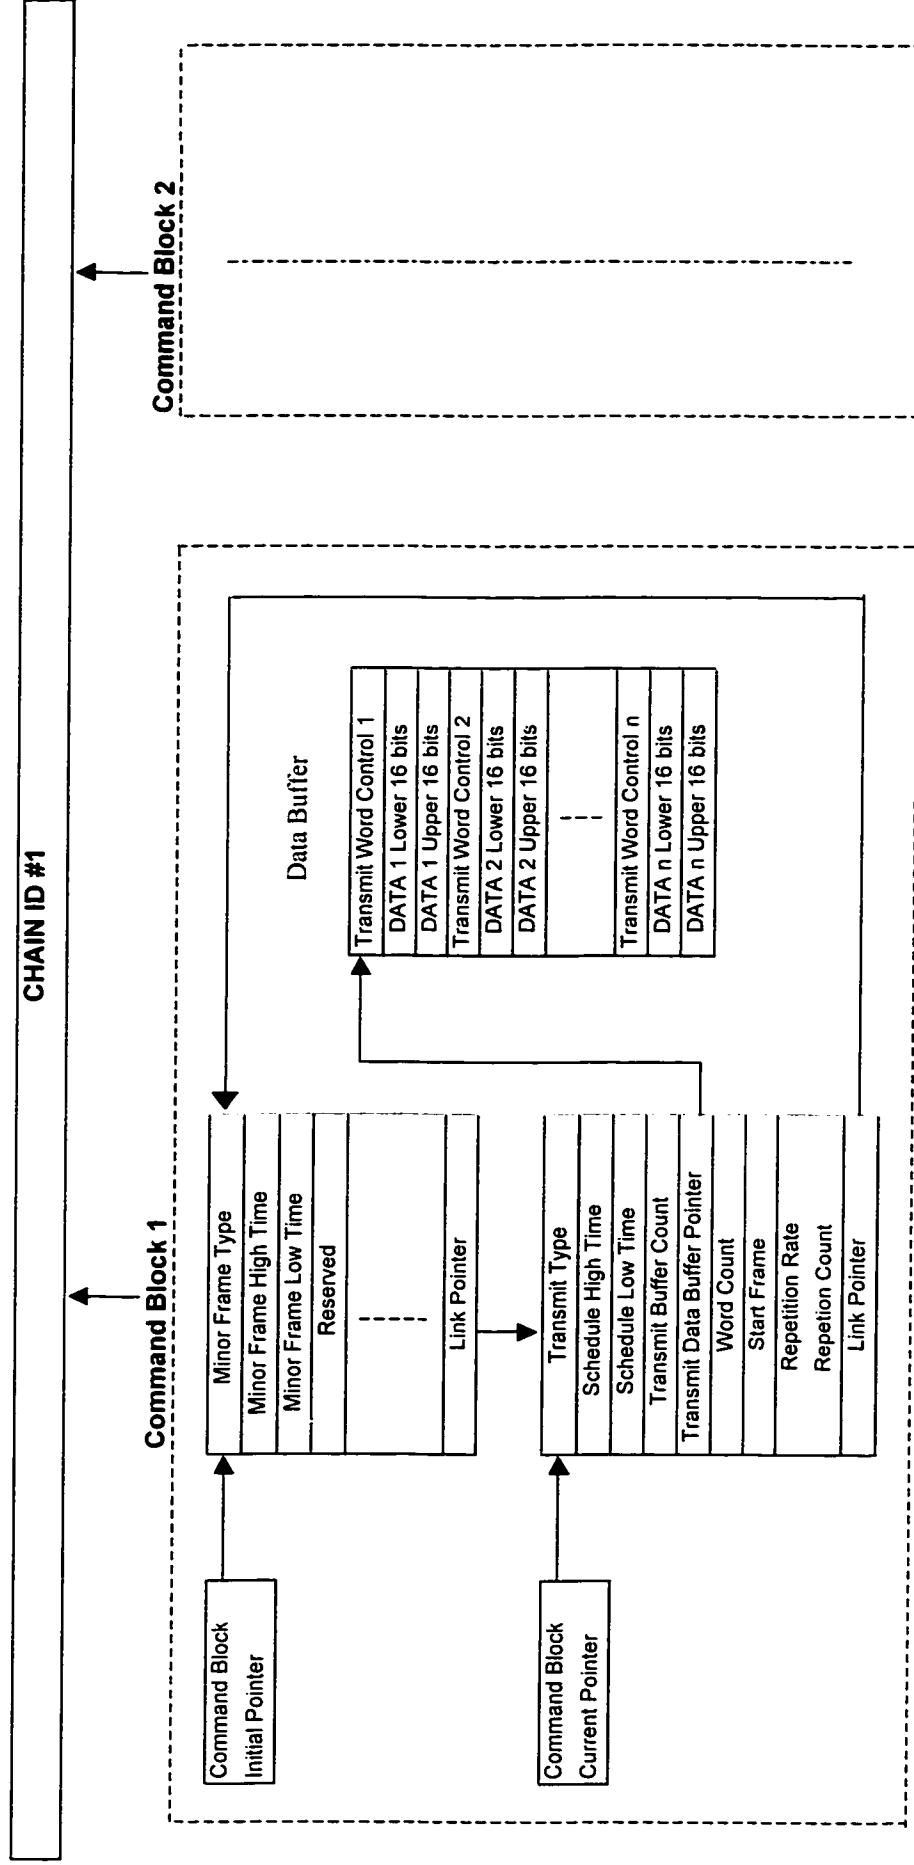 CHAIN ID #1
Command Block 1
Command Block 2
Command Block
Initial Pointer
Minor Frame Type
Minor Frame High Time
Minor Frame Low Time
Reserved
Link Pointer
Command Block
Current Pointer
Transmit Type
Schedule High Time
Schedule Low Time
Transmit Buffer Count
Transmit Data Buffer Pointer
Word Count
Start Frame
Repetition Rate
Repetion Count
Link Pointer
Data Buffer
Transmit Word Control 1
DATA 1 Lower 16 bits
DATA 1 Upper 16 bits
Transmit Word Control 2
DATA 2 Lower 16 bits
DATA 2 Upper 16 bits
Transmit Word Control n
DATA n Lower 16 bits
DATA n Upper 16 bits